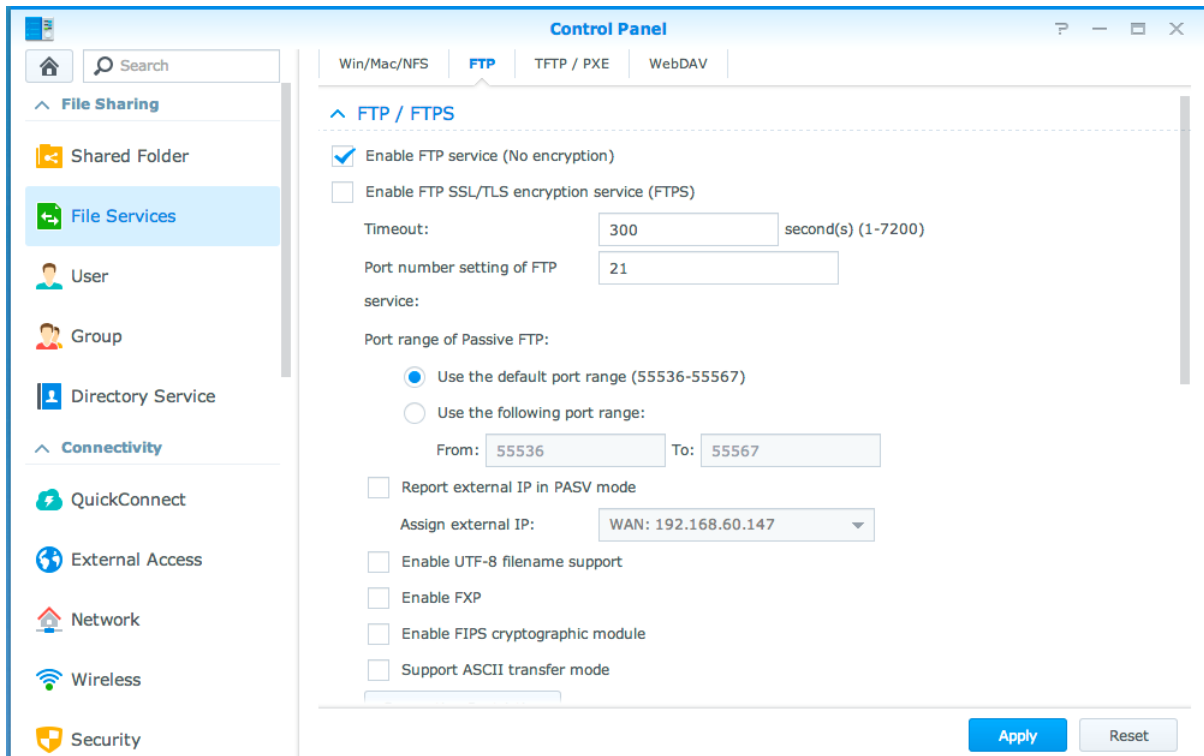 Control Panel
Search
File Sharing
Shared Folder
File Services
User
Group
Directory Service
Connectivity
QuickConnect
External Access
Network
Wireless
Security
Win/Mac/NFS FTP TFTP / PXE WebDAV
FTP / FTPS
Enable FTP service (No encryption)
Enable FTP SSL/TLS encryption service (FTPS)
Timeout: 300 second(s) (1-7200)
Port number setting of FTP 21
service:
Port range of Passive FTP:
Use the default port range (55536-55567)
Use the following port range:
From: 55536 To: 55567
Report external IP in PASV mode
Assign external IP: WAN: 192.168.60.147
Enable UTF-8 filename support
Enable FXP
Enable FIPS cryptographic module
Support ASCII transfer mode
Apply Reset